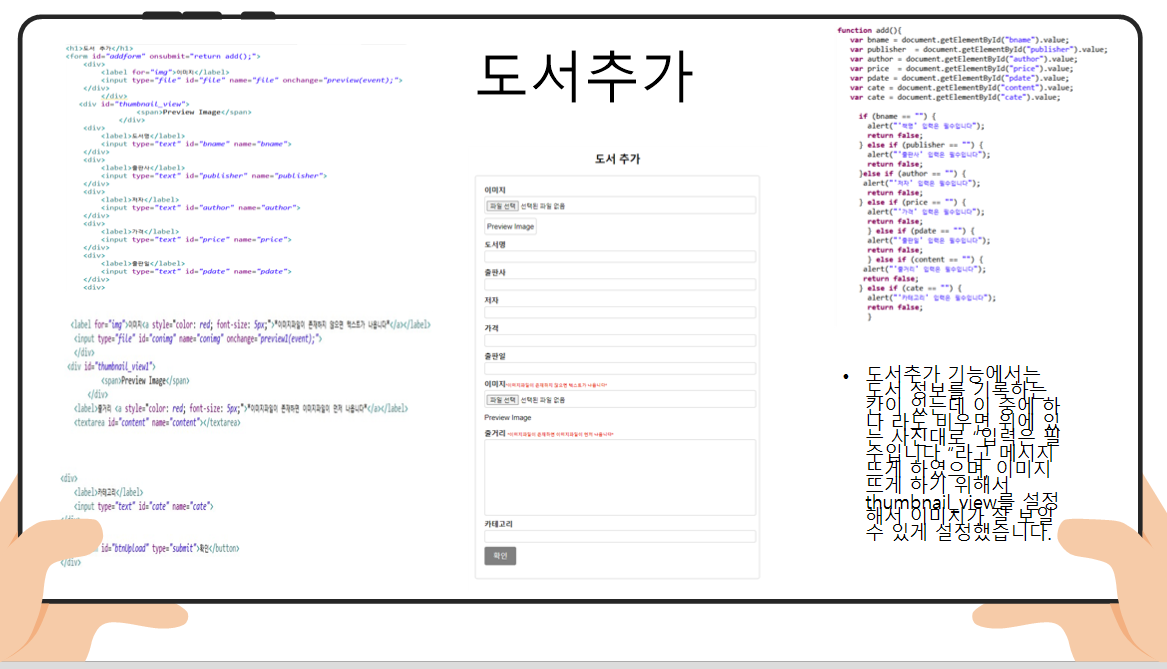 <h1>도서 추가</h1>
<form id="addform" onsubmit="return add();">
<div>
<label for="img">이미지</label>
<input type="file" id="file" name="file" onchange="preview(event);">
</div>
</div>
<div id="thumbnail_view">
<span>Preview Image</span>
</div>
<div>
<label>도서명</label>
<input type="text" id="bname" name="bname">
</div>
<div>
<label>출판사</label>
<input type="text" id="publisher" name="publisher">
</div>
<div>
<label>저자</label>
<input type="text" id="author" name="author">
</div>
<div>
<label>가격</label>
<input type="text" id="price" name="price">
</div>
<div>
<label>출판일</label>
<input type="text" id="pdate" name="pdate">
</div>
<div>
<label for="img">이미지<a style="color: red; font-size: 5px;">*이미지파일이 존재하지 않으면 텍스트가 나옵니다*</a></label>
<input type="file" id="conimg" name="conimg" onchange="preview1(event);">
</div>
<div id="thumbnail_view1">
<span>Preview Image</span>
</div>
<label>줄거리 <a style="color: red; font-size: 5px;">*이미지파일이 존재하면 이미지파일이 먼저 나옵니다*</a></label>
<textarea id="content" name="content"></textarea>
<div>
<label>카테고리</label>
<input type="text" id="cate" name="cate">
id="btnUpload" type="submit">확인</button>
</div>
도서추가
도서 추가
이미지
파일 선택 선택된 파일 없음
Preview Image
도서명
출판사
저자
가격
출판일
이미지*이미지파일이 존재하지 않으면 텍스트가 나옵니다*
파일 선택 선택된 파일 없음
Preview Image
줄거리 *이미지파일이 존재하면 이미지파일이 먼저 나옵니다*
카테고리
확인
function add(){
var bname = document.getElementById("bname").value;
var publisher = document.getElementById("publisher").value;
var author = document.getElementById("author").value;
var price = document.getElementById("price").value;
var pdate = document.getElementById("pdate").value;
var cate = document.getElementById("content").value;
var cate = document.getElementById("cate").value;
if (bname == "") {
alert("'책명' 입력은 필수입니다");
return false;
} else if (publisher == "") {
alert("'출판사' 입력은 필수입니다");
return false;
}else if (author == "") {
alert("'저자' 입력은 필수입니다");
return false;
} else if (price == "") {
alert("'가격' 입력은 필수입니다");
return false;
} else if (pdate == "") {
alert("'출판일' 입력은 필수입니다");
return false;
} else if (content == "") {
alert("'줄거리' 입력은 필수입니다");
return false;
} else if (cate == "") {
alert("'카테고리' 입력은 필수입니다");
return false;
}
• 도서추가 기능에서는
도서 정보를 기록하는
칸이 있는데 이 중에 하
나 라도 비우면 위에 있
는 사진대로 "입력은 필
수입니다 "라고 메시지
뜨게 하였으며, 이미지
뜨게 하기 위해서
thumbnail_view를 설정
해서 이미지가 잘 보일
수 있게 설정했습니다.